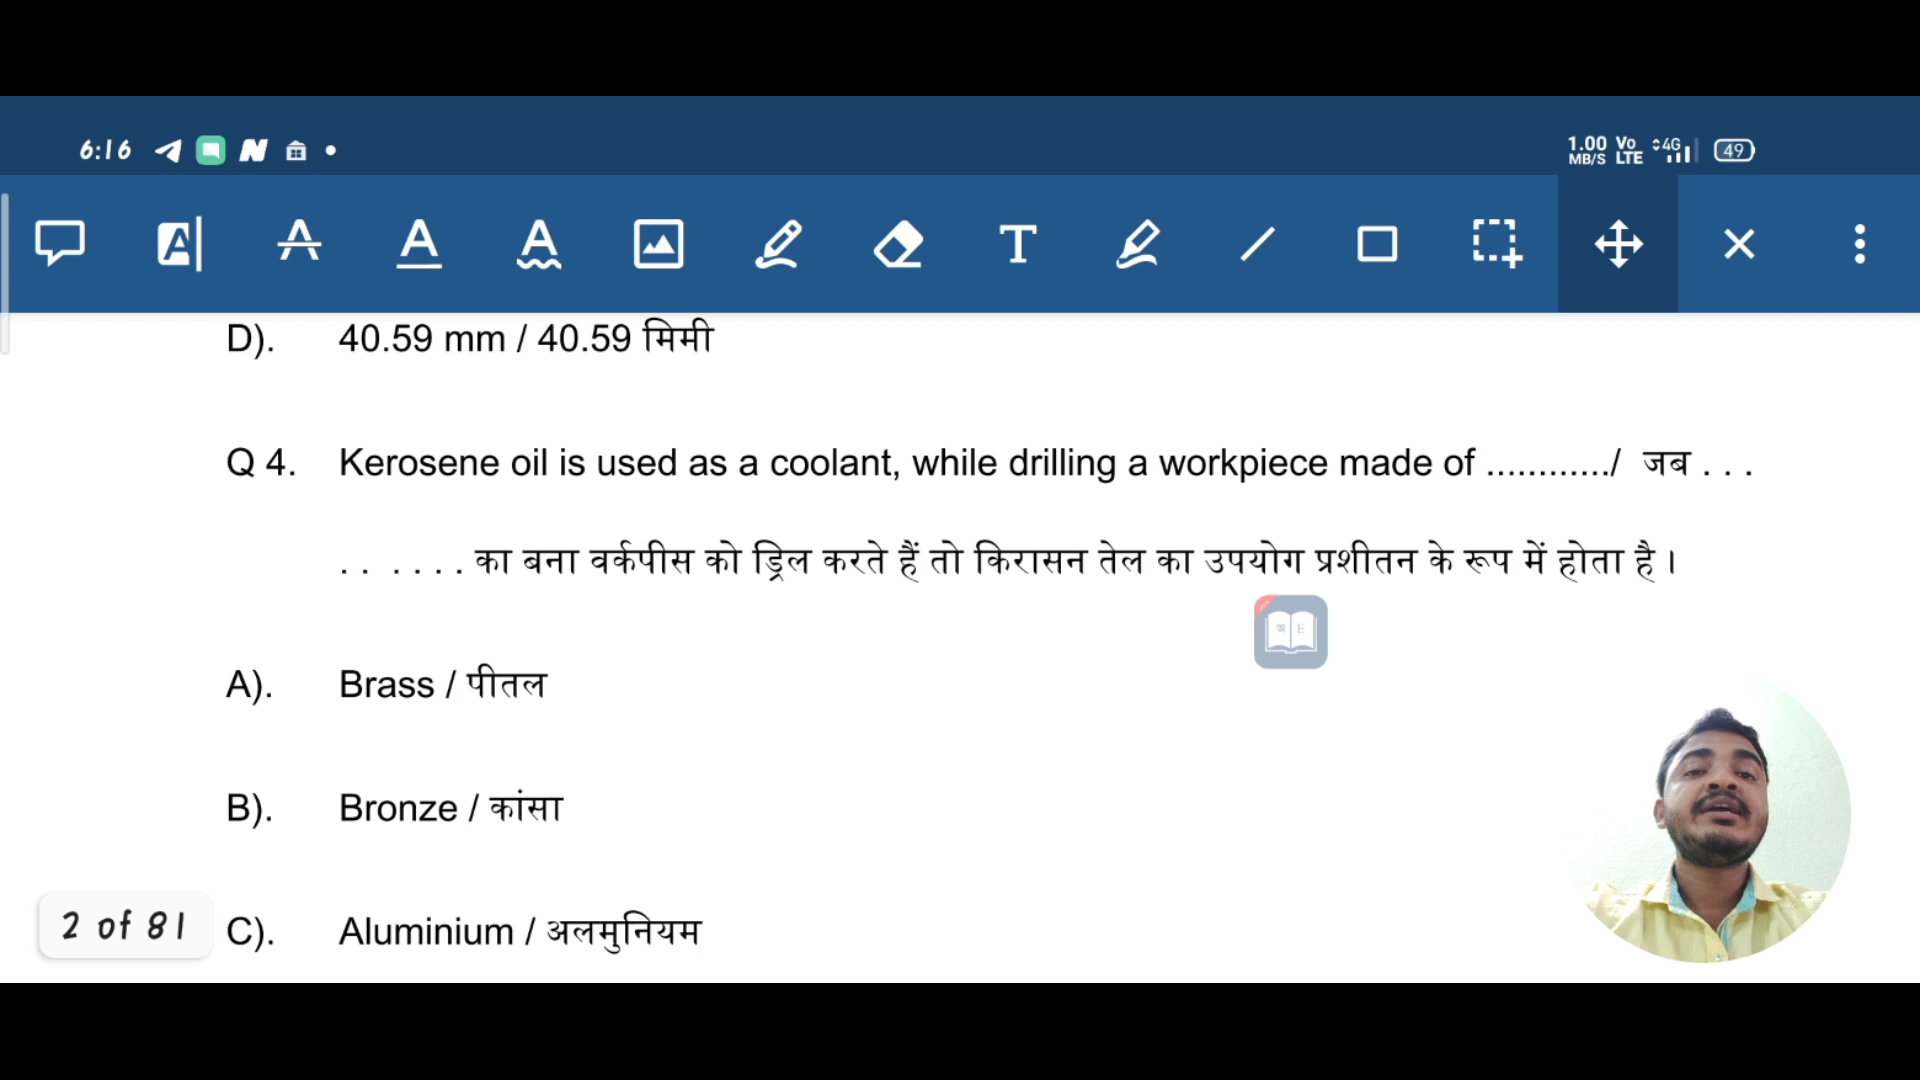 6:16
1.00 MB/S Vo LTE 4G 49
D). 40.59 mm / 40.59 मिमी
Q 4. Kerosene oil is used as a coolant, while drilling a workpiece made of ............/ जब . . .
. . . . . . . का बना वर्कपीस को ड्रिल करते हैं तो किरासन तेल का उपयोग प्रशीतन के रूप में होता है।
A). Brass / पीतल
B). Bronze / कांसा
2 of 81
C). Aluminium / अलमुनियम